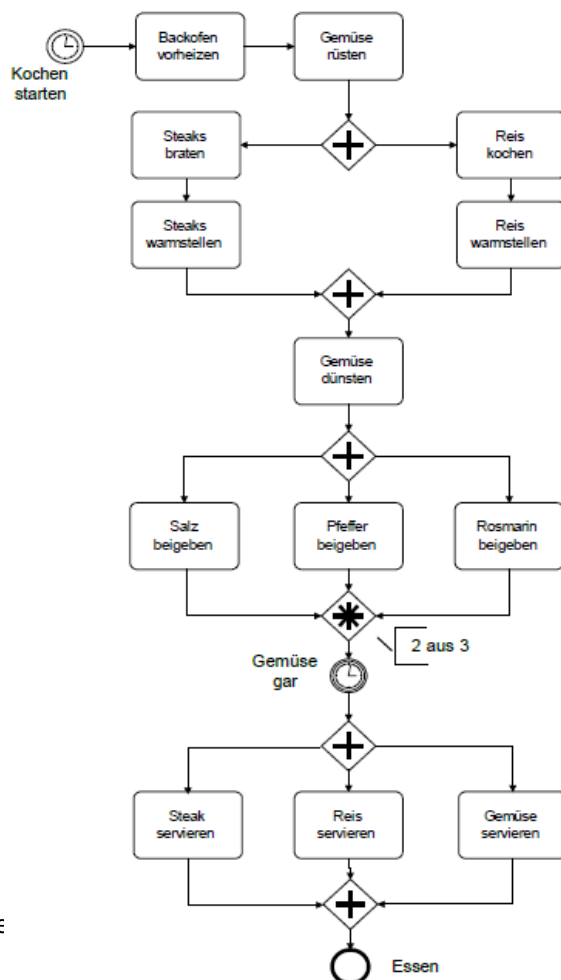 Backofen
vorheizen
Gemüse
rüsten
Kochen
starten
Steaks
braten
Reis
kochen
Steaks
warmstellen
Reis
warmstellen
Gemüse
dünsten
Salz
beigeben
Pfeffer
beigeben
Rosmarin
beigeben
2 aus 3
Gemüse
gar
Steak
servieren
Reis
servieren
Gemüse
servieren
Essen